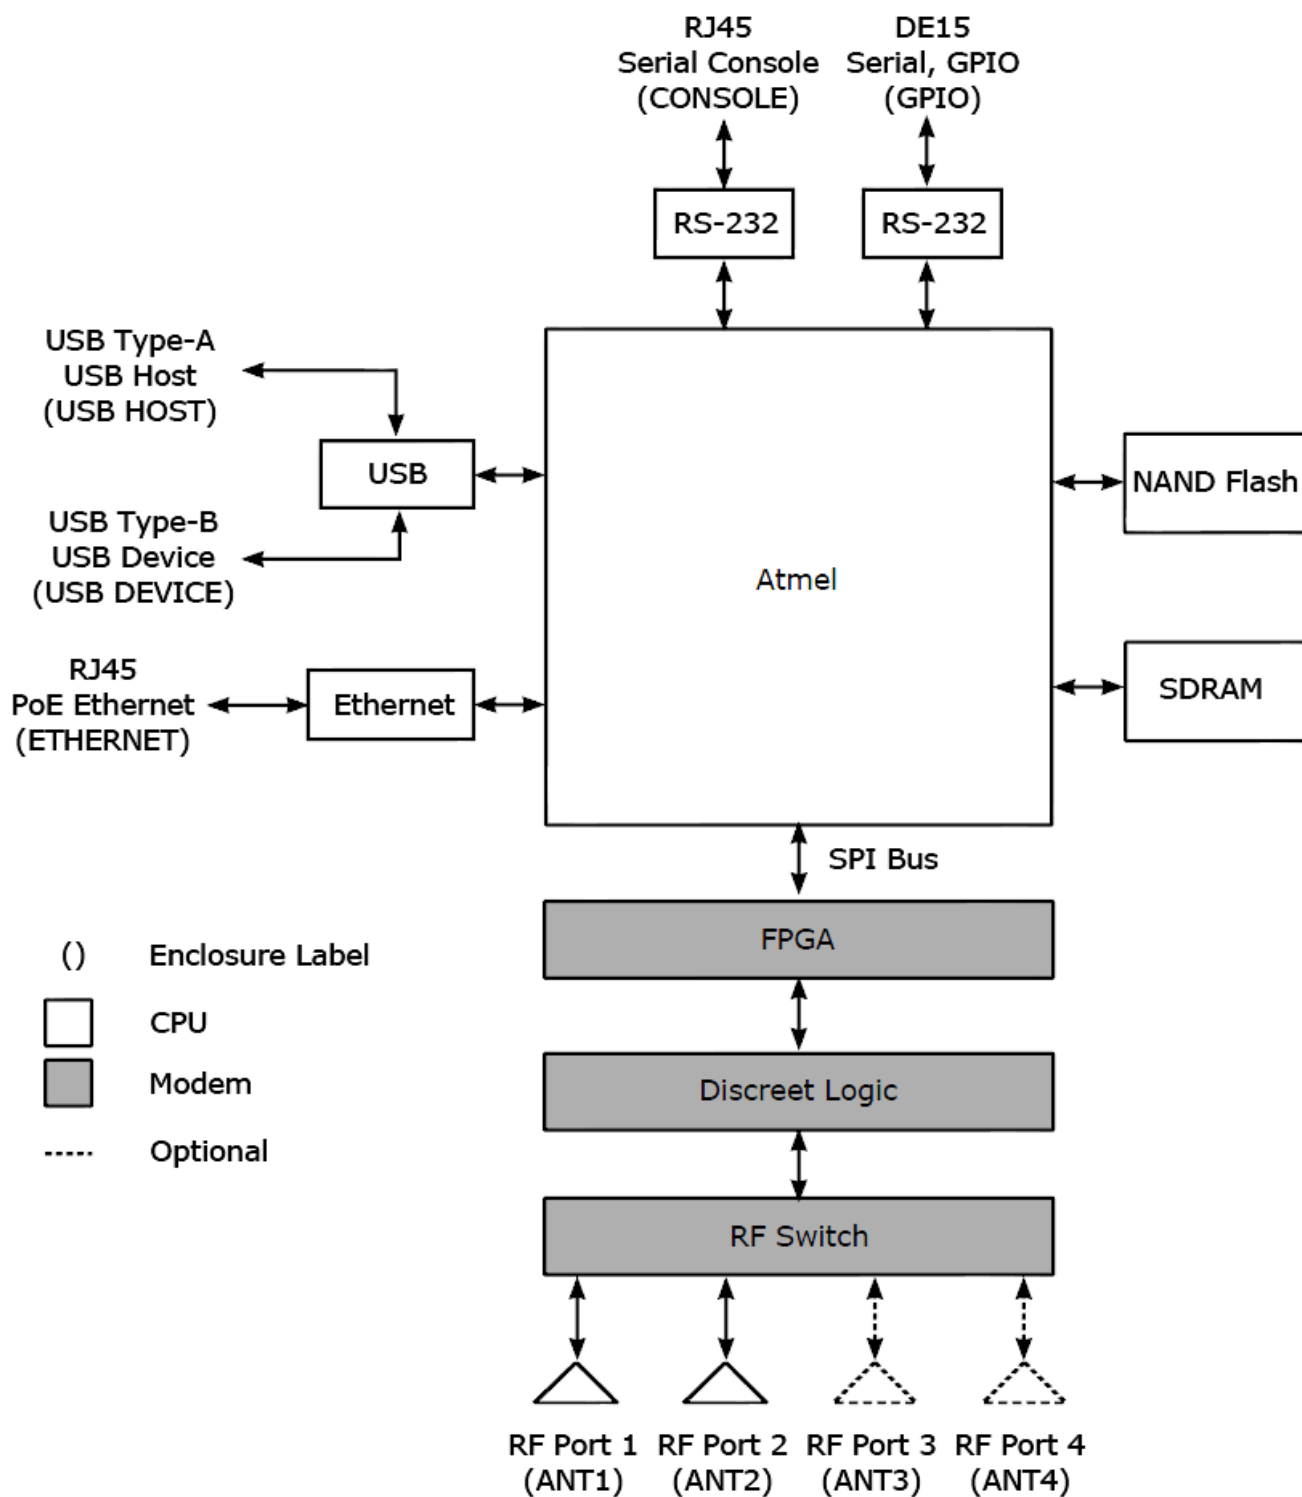 RJ45
Serial Console
(CONSOLE)
DE15
Serial, GPIO
(GPIO)
RS-232
RS-232
USB Type-A
USB Host
(USB HOST)
USB
USB Type-B
USB Device
(USB DEVICE)
RJ45
PoE Ethernet
(ETHERNET)
Ethernet
Atmel
NAND Flash
SDRAM
SPI Bus
FPGA
Discreet Logic
RF Switch
() Enclosure Label
CPU
Modem
Optional
RF Port 1
(ANT1)
RF Port 2
(ANT2)
RF Port 3
(ANT3)
RF Port 4
(ANT4)